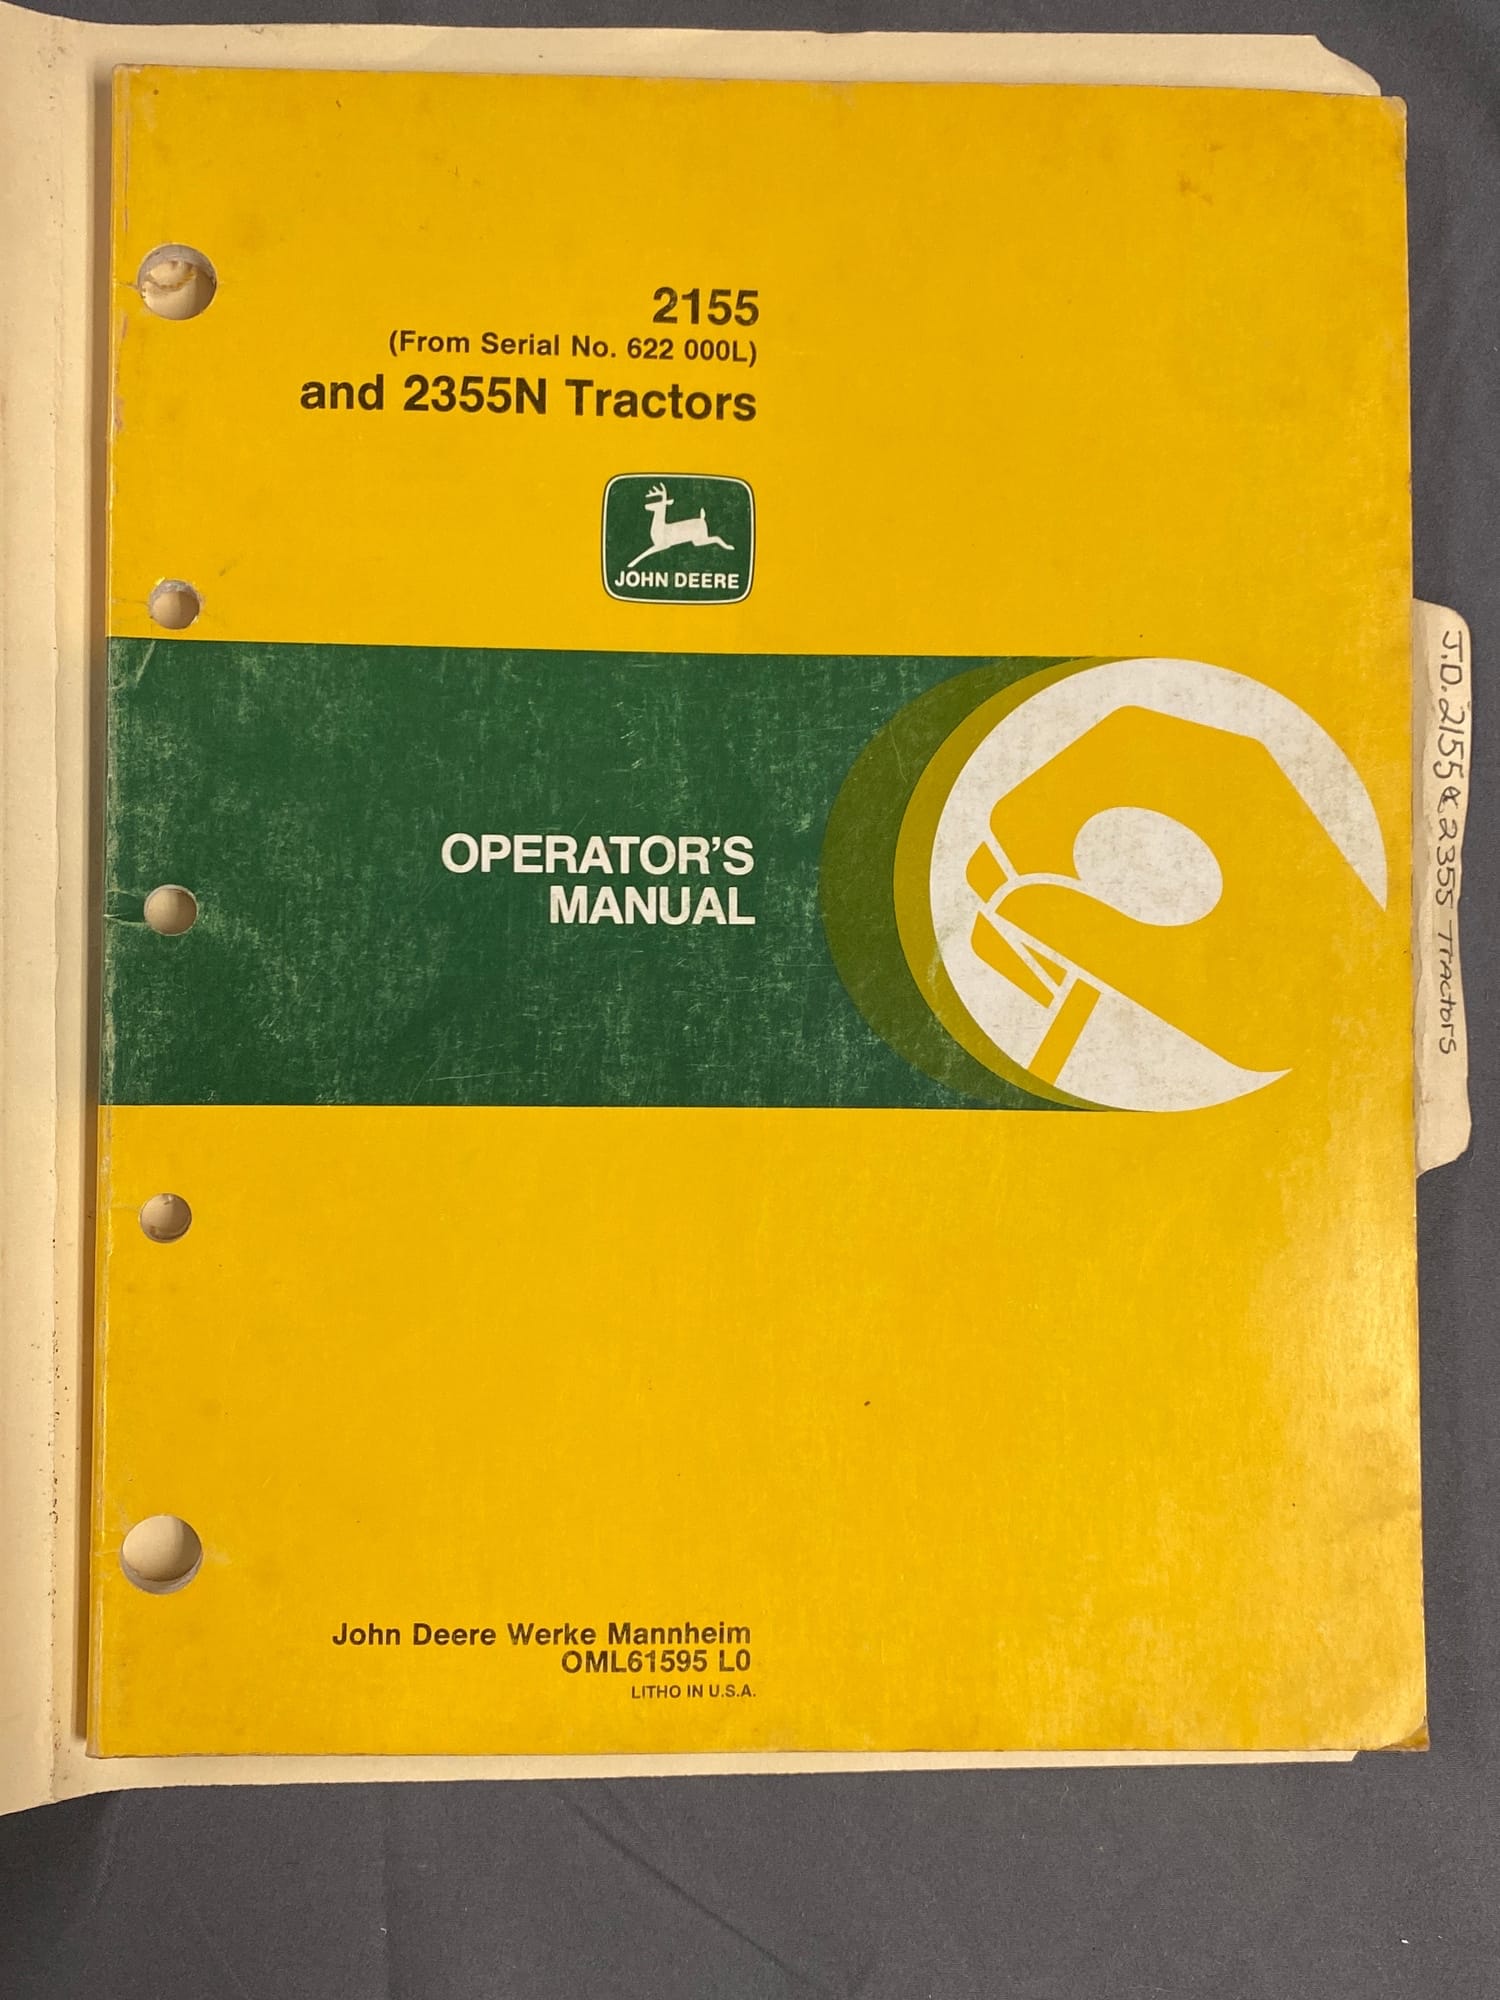 2155
(From Serial No. 622 000L)
and 2355N Tractors
JOHN DEERE
OPERATOR'S
MANUAL
John Deere Werke Mannheim
OML61595 L0
LITHO IN U.S.A.
J.D. 2155 & 2355 Tractors